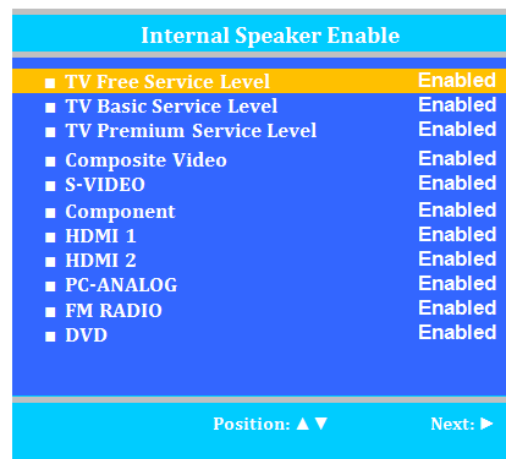 Internal Speaker Enable
■ TV Free Service Level Enabled
■ TV Basic Service Level Enabled
■ TV Premium Service Level Enabled
■ Composite Video Enabled
■ S-VIDEO Enabled
■ Component Enabled
■ HDMI 1 Enabled
■ HDMI 2 Enabled
■ PC-ANALOG Enabled
■ FM RADIO Enabled
■ DVD Enabled
Position: ▲▼ Next: ►